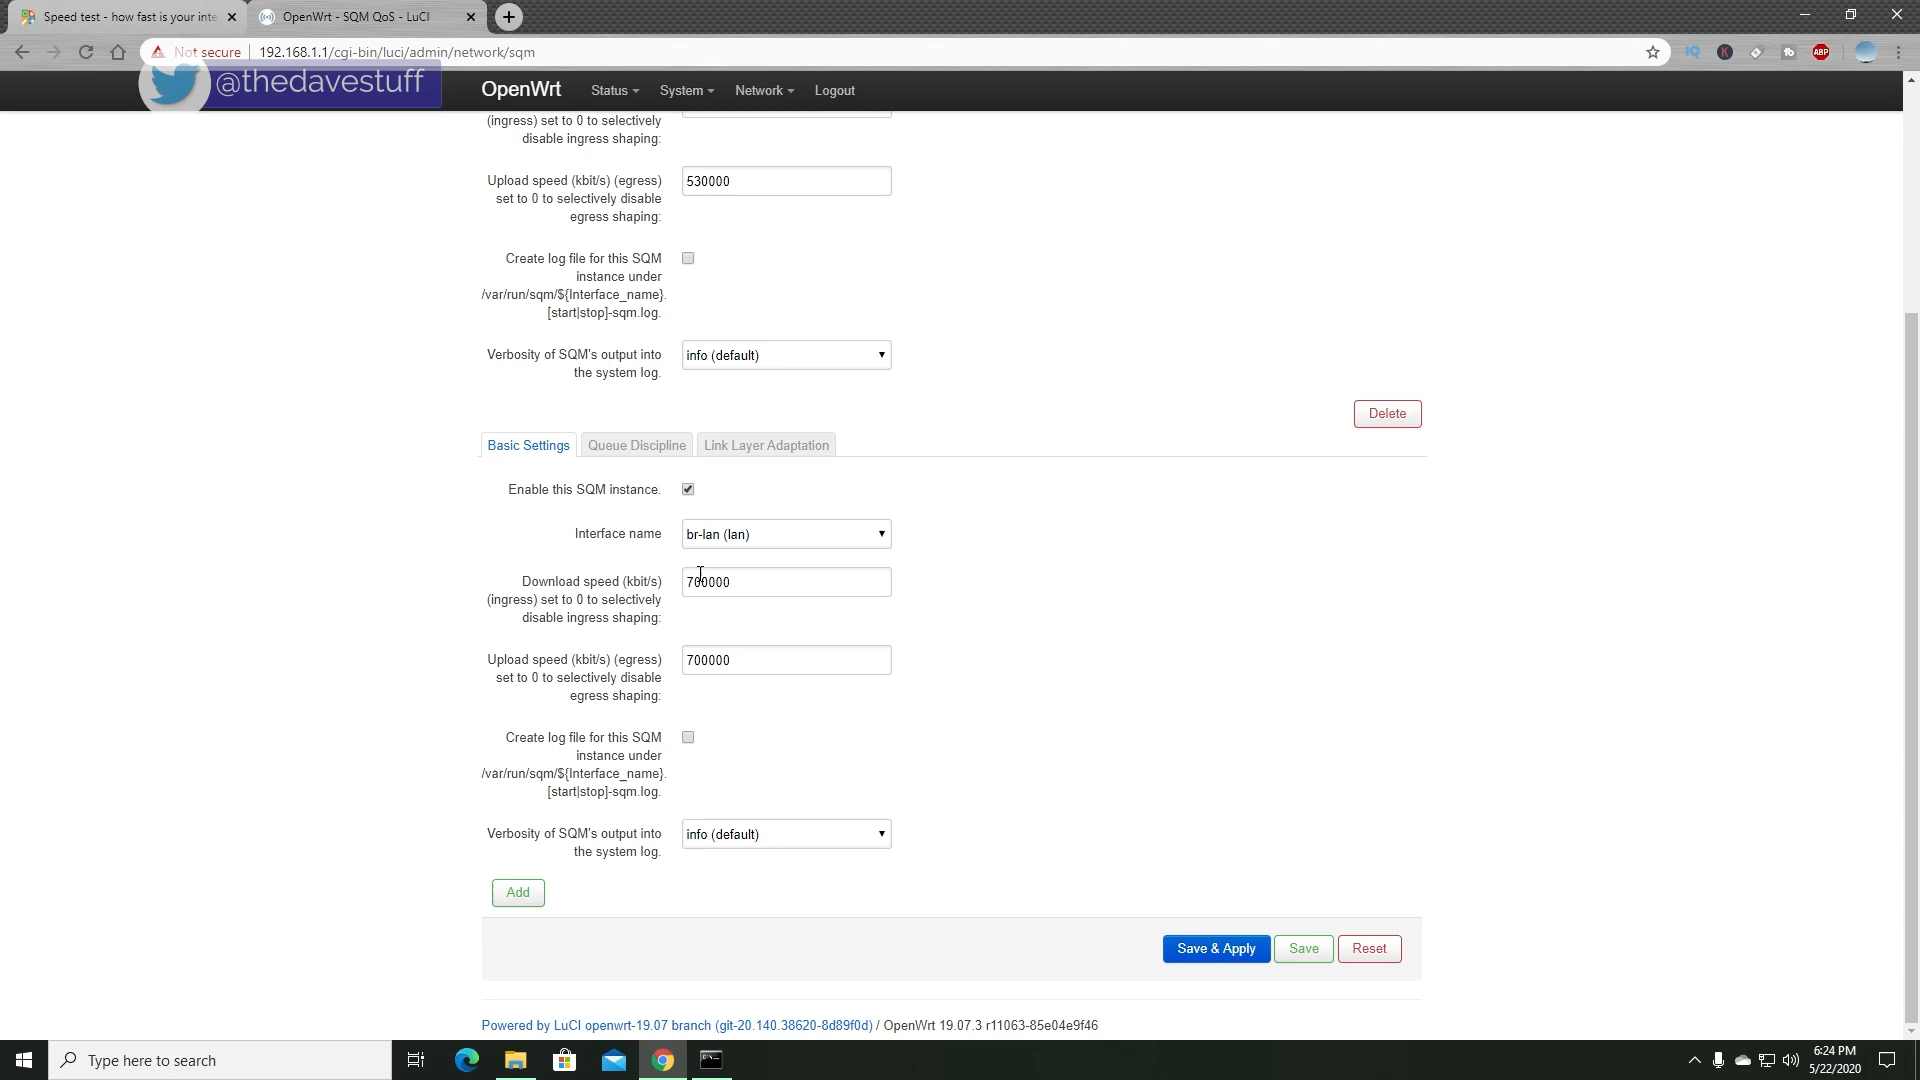 Speed test - how fast is your inte
OpenWrt - SQM QoS - LuCI
Not secure
192.168.1.1/cgi-bin/luci/admin/network/sqm
ABP
@thedavestuff
OpenWrt
Status
System
Network
Logout
(ingress) set to 0 to selectively
disable ingress shaping:
Upload speed (kbit/s) (egress)
set to 0 to selectively disable
egress shaping:
530000
Create log file for this SQM
instance under
/var/run/sqm/${Interface_name}.
[start|stop]-sqm.log.
Verbosity of SQM's output into
the system log.
info (default)
Delete
Basic Settings
Queue Discipline
Link Layer Adaptation
Enable this SQM instance.
Interface name
br-lan (lan)
Download speed (kbit/s)
(ingress) set to 0 to selectively
disable ingress shaping:
700000
Upload speed (kbit/s) (egress)
set to 0 to selectively disable
egress shaping:
700000
Create log file for this SQM
instance under
/var/run/sqm/${Interface_name}.
[start|stop]-sqm.log.
Verbosity of SQM's output into
the system log.
info (default)
Add
Save & Apply
Save
Reset
Powered by LuCI openwrt-19.07 branch (git-20.140.38620-8d89f0d) / OpenWrt 19.07.3 r11063-85e04e9f46
Type here to search
6:24 PM
5/22/2020